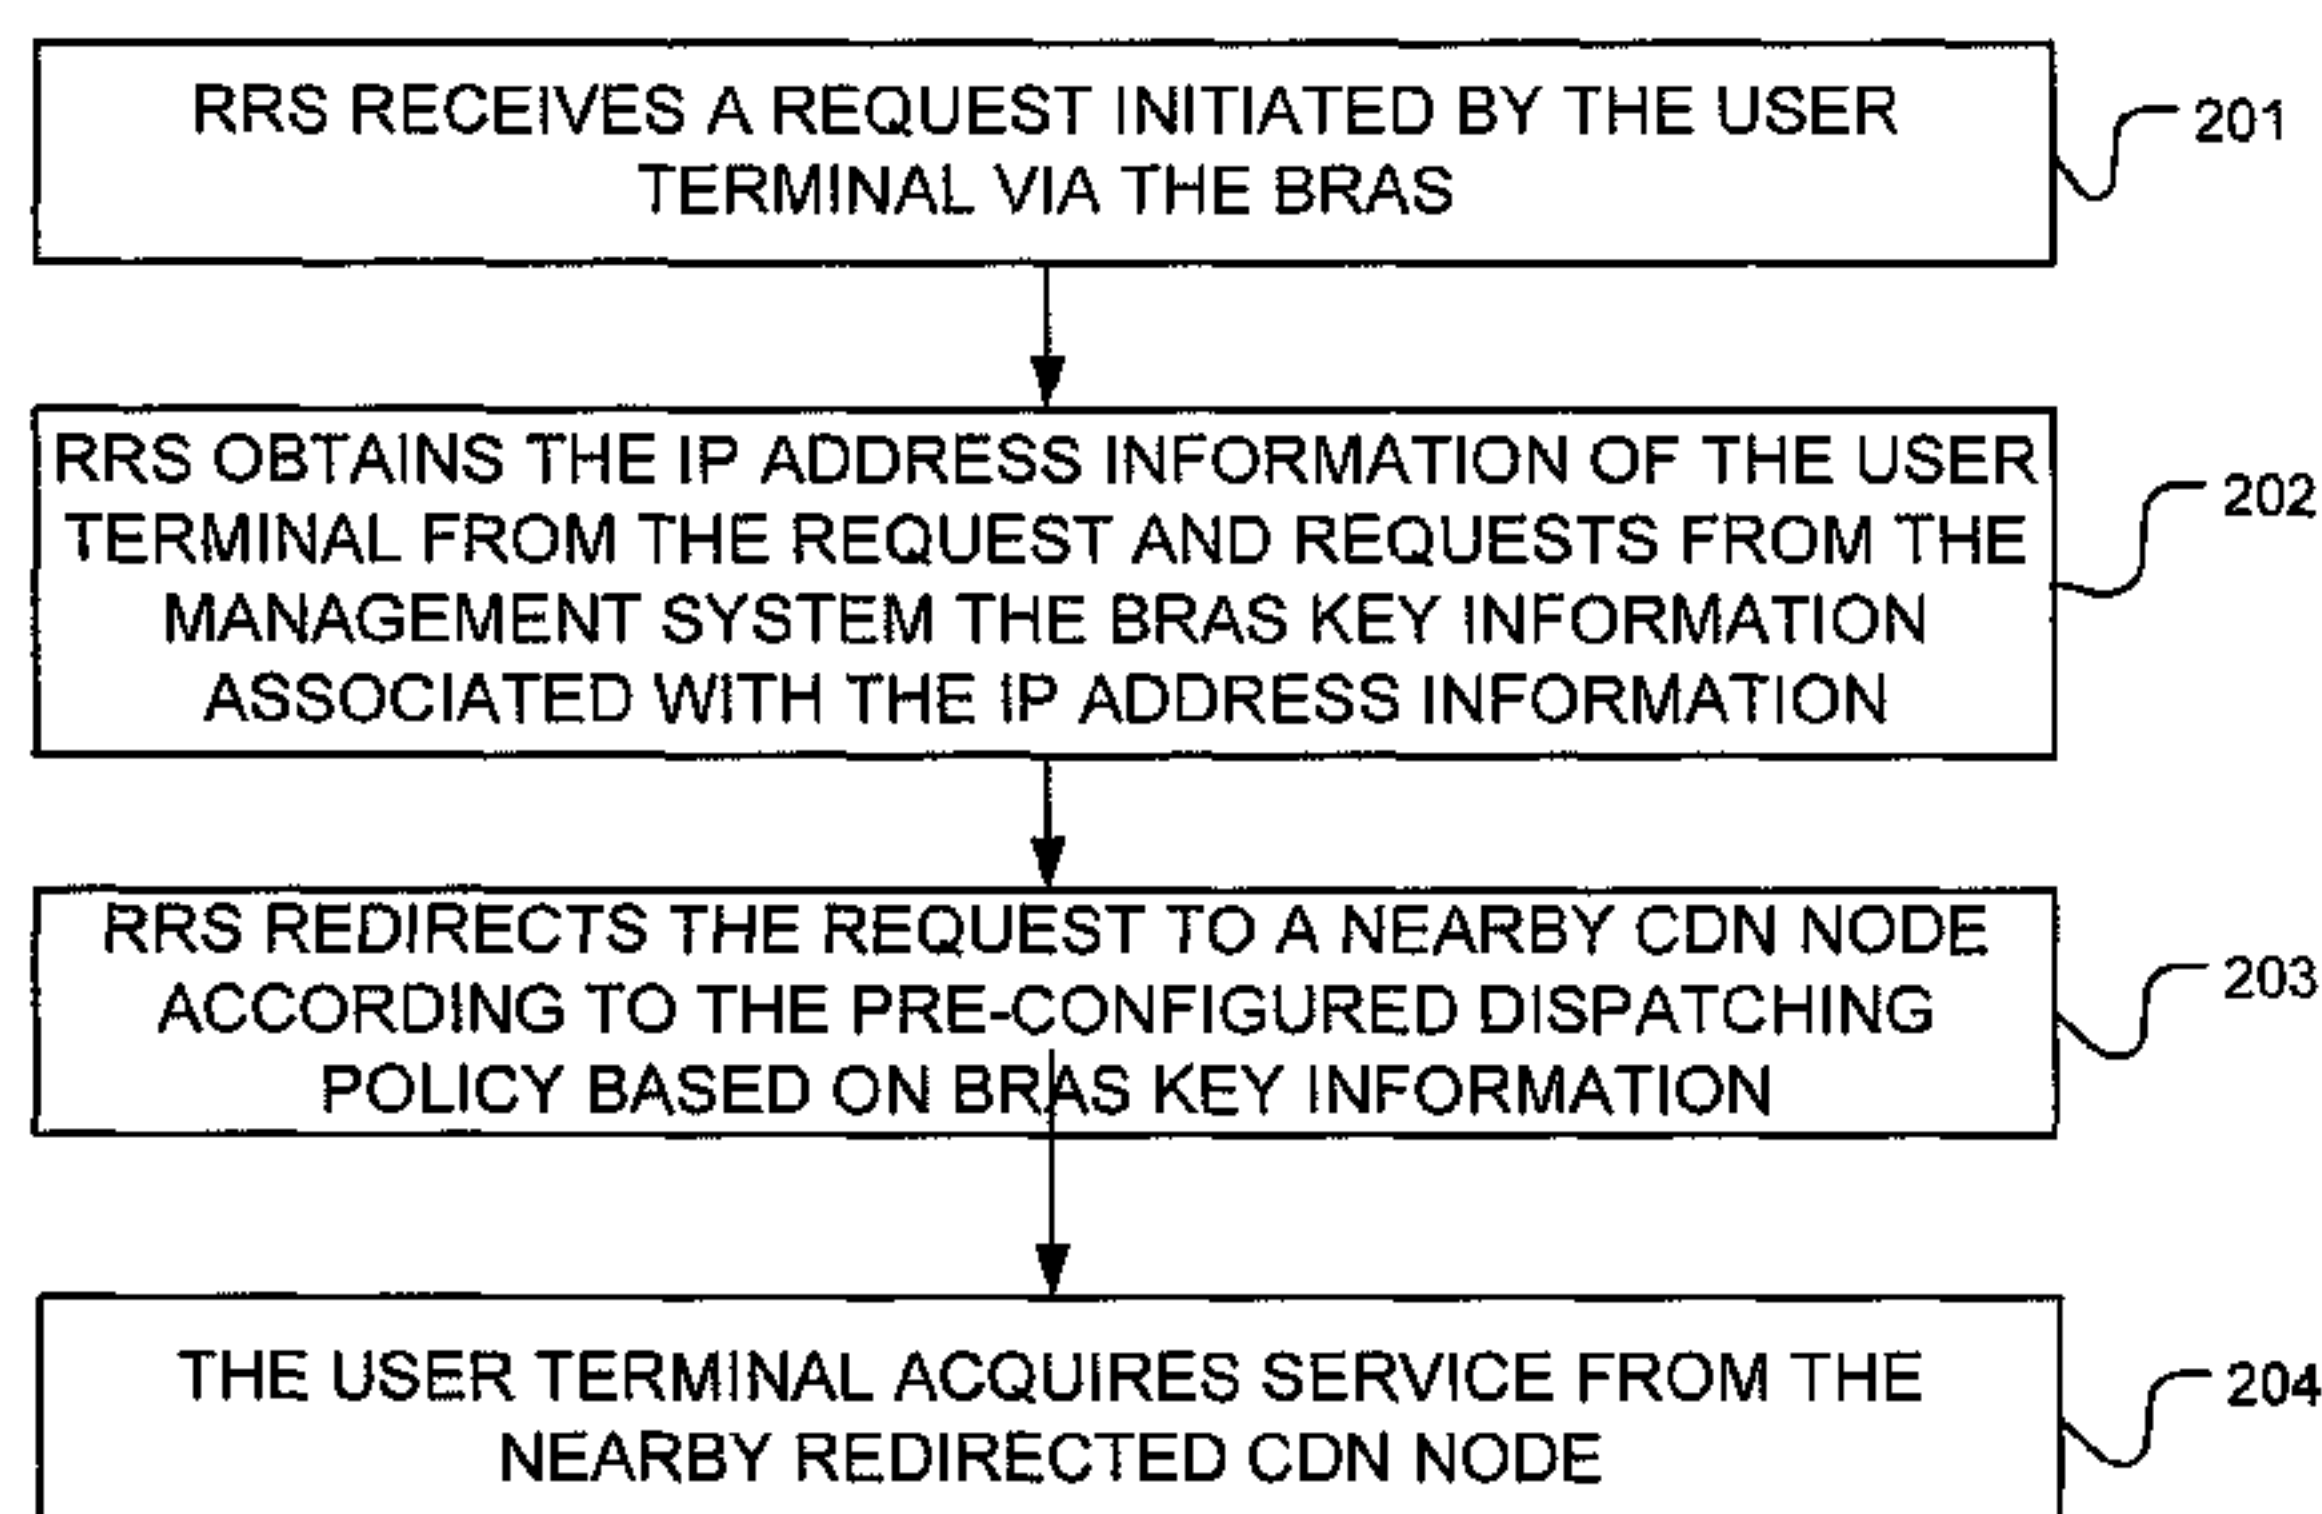 RRS RECEIVES A REQUEST INITIATED BY THE USER
TERMINAL VIA THE BRAS
201
RRS OBTAINS THE IP ADDRESS INFORMATION OF THE USER
TERMINAL FROM THE REQUEST AND REQUESTS FROM THE
MANAGEMENT SYSTEM THE BRAS KEY INFORMATION
ASSOCIATED WITH THE IP ADDRESS INFORMATION
202
RRS REDIRECTS THE REQUEST TO A NEARBY CDN NODE
ACCORDING TO THE PRE-CONFIGURED DISPATCHING
POLICY BASED ON BRAS KEY INFORMATION
203
THE USER TERMINAL ACQUIRES SERVICE FROM THE
NEARBY REDIRECTED CDN NODE
204